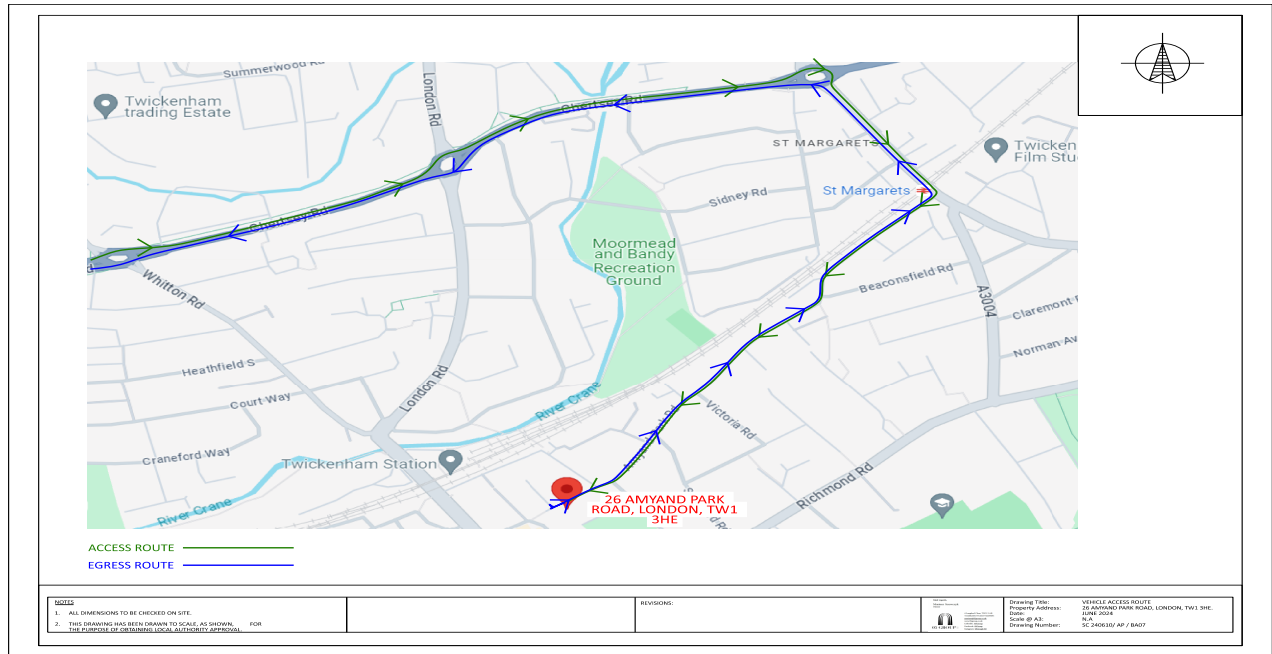 Summerwood Rd
Twickenham
trading Estate
London Rd
Chertsey Rd
ST MARGARETS
Twicken
Film Stu
St Margarets
Sidney Rd
Chertsey Rd
d
Moormead
and Bandy
Recreation
Ground
Whitton Rd
Beaconsfield Rd
A3004
Claremont
Norman Av
Heathfield S
London Rd
Court Way
River Crane
Victoria Rd
Craneford Way
Twickenham Station
Richmond Rd
River Crane
26 AMYAND PARK
ROAD, LONDON, TW1
3HE
d Rd
ACCESS ROUTE
EGRESS ROUTE
NOTES
1. ALL DIMENSIONS TO BE CHECKED ON SITE.
2. THIS DRAWING HAS BEEN DRAWN TO SCALE, AS SHOWN, FOR
THE PURPOSE OF OBTAINING LOCAL AUTHORITY APPROVAL.
REVISIONS:
Drawing Title: VEHICLE ACCESS ROUTE
Property Address: 26 AMYAND PARK ROAD, LONDON, TW1 3HE.
Date: JUNE 2024
Scale @ A3: N.A
Drawing Number: SC 240610/ AP / BA07